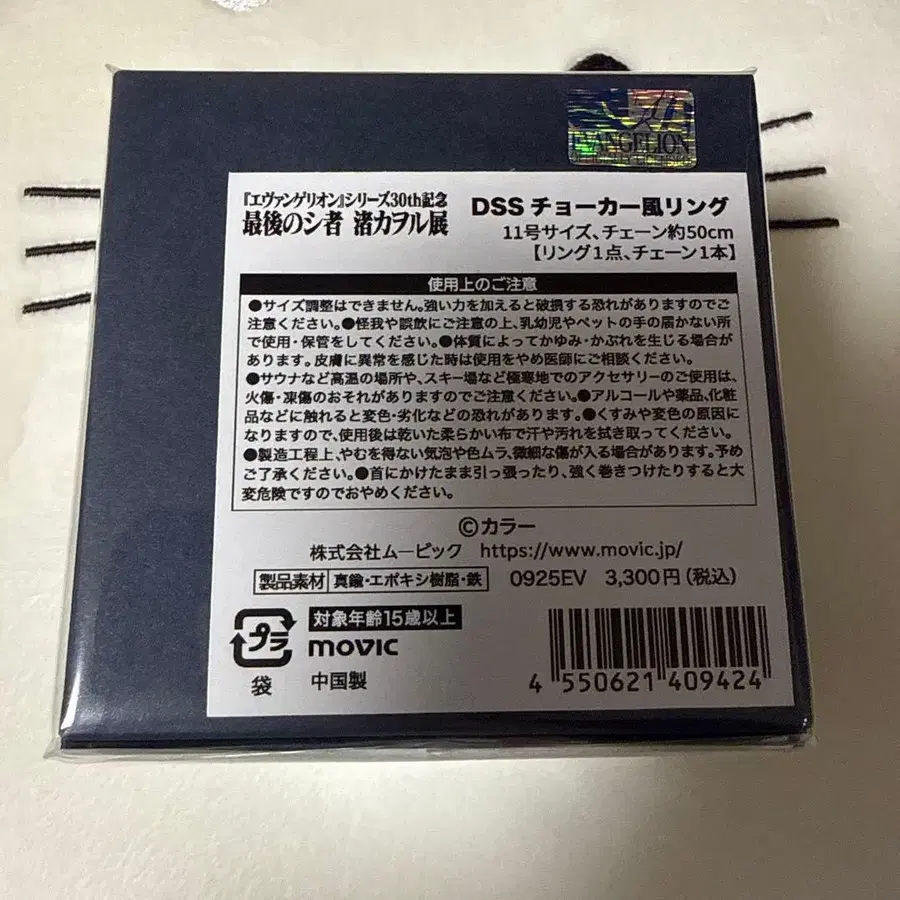 EVANGELION
『エヴァンゲリオン』シリーズ30th記念
最後のシ者 渚カヲル展
DSS チョーカー風リング
11号サイズ、チェーン約50cm
【リング1点、チェーン1本】
使用上のご注意
●サイズ調整はできません。強い力を加えると破損する恐れがありますのでご
注意ください。●怪我や誤飲にご注意の上、乳幼児やペットの手の届かない所
で使用・保管をしてください。●体質によってかゆみ・かぶれを生じる場合が
あります。皮膚に異常を感じた時は使用をやめ医師にご相談ください。
●サウナなど高温の場所や、スキー場など極寒地でのアクセサリーのご使用は、
火傷・凍傷のおそれがありますのでご注意ください。●アルコールや薬品、化粧
品などに触れると変色・劣化などの恐れがあります。●くすみや変色の原因に
なりますので、使用後は乾いた柔らかい布で汗や汚れを拭き取ってください。
●製造工程上、やむを得ない気泡や色ムラ、微細な傷が入る場合があります。予め
ご了承ください。●首にかけたまま引っ張ったり、強く巻きつけたりすると大
変危険ですのでおやめください。
©カラー
株式会社ムービック https://www.movic.jp/
製品素材 真鍮・エポキシ樹脂・鉄 0925EV 3,300円(税込)
プラ
袋
対象年齢15歳以上
movic
中国製
4 550621 409424